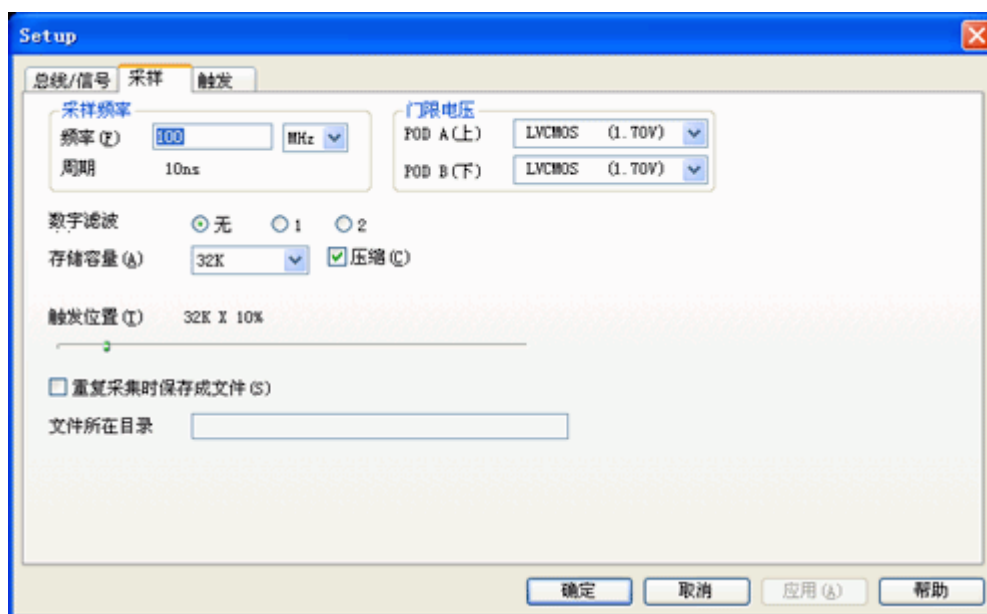 Setup
总线/信号 采样 触发
采样频率
频率(F) 100 MHz
周期 10ns
门限电压
POD A(上) LVCMOS (1.70V)
POD B(下) LVCMOS (1.70V)
数字滤波 无 1 2
存储容量(A) 32K 压缩(C)
触发位置(T) 32K X 10%
重复采集时保存成文件(S)
文件所在目录
确定 取消 应用(A) 帮助